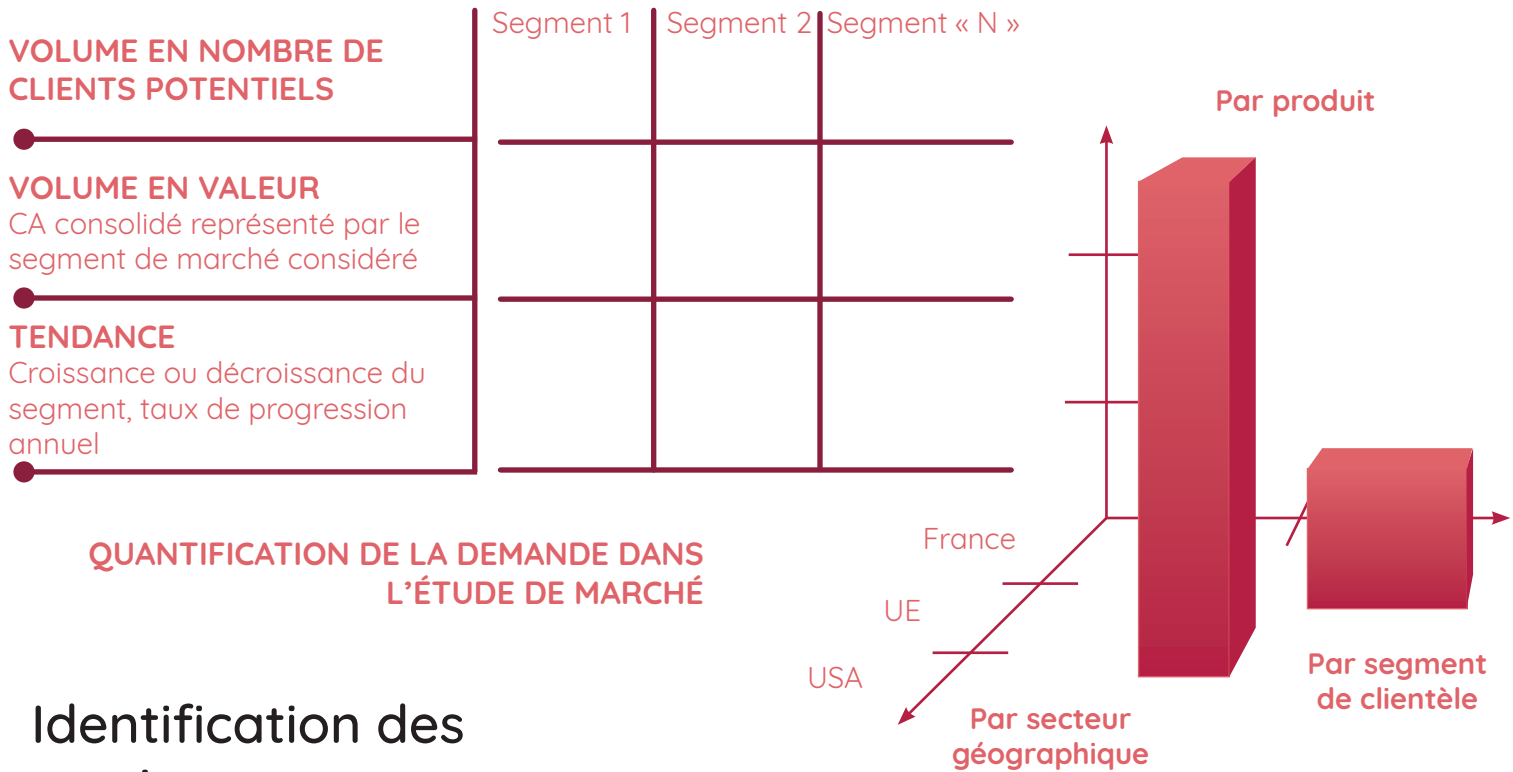 Segment 1
Segment 2
Segment « N »
VOLUME EN NOMBRE DE
CLIENTS POTENTIELS
VOLUME EN VALEUR
CA consolidé représenté par le
segment de marché considéré
TENDANCE
Croissance ou décroissance du
segment, taux de progression
annuel
QUANTIFICATION DE LA DEMANDE DANS
L’ÉTUDE DE MARCHÉ
Par produit
France
UE
USA
Par secteur
géographique
Par segment
de clientèle
Identification des